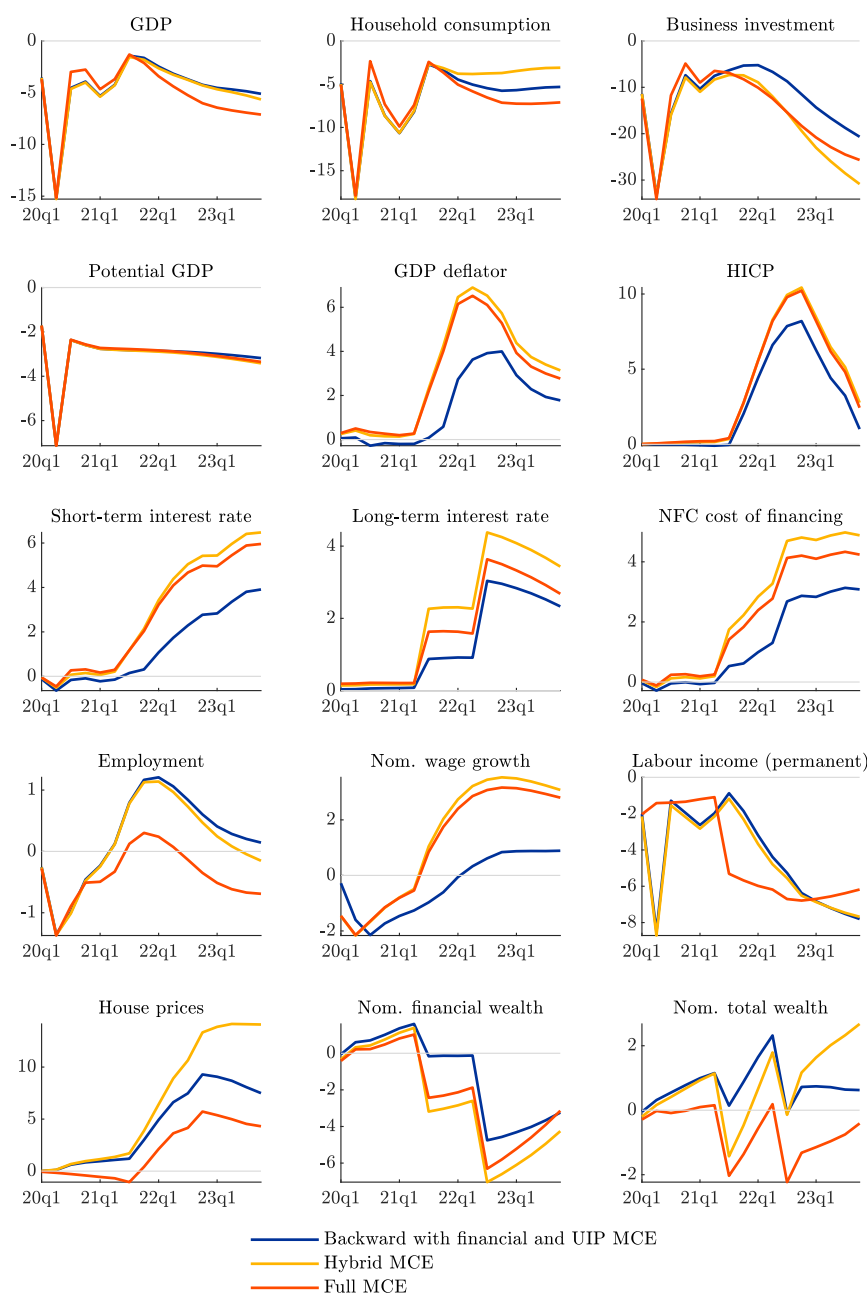 GDP
Household consumption
Business investment
0
-5
-10
-15
20q1 21q1 22q1 23q1
0
-5
-10
-15
20q1 21q1 22q1 23q1
0
-10
-20
-30
20q1 21q1 22q1 23q1
Potential GDP
GDP deflator
HICP
0
-2
-4
-6
20q1 21q1 22q1 23q1
6
4
2
0
20q1 21q1 22q1 23q1
10
5
0
20q1 21q1 22q1 23q1
Short-term interest rate
Long-term interest rate
NFC cost of financing
6
4
2
0
20q1 21q1 22q1 23q1
4
2
0
20q1 21q1 22q1 23q1
4
2
0
20q1 21q1 22q1 23q1
Employment
Nom. wage growth
Labour income (permanent)
1
0
-1
20q1 21q1 22q1 23q1
2
0
-2
20q1 21q1 22q1 23q1
0
-2
-4
-6
-8
20q1 21q1 22q1 23q1
House prices
Nom. financial wealth
Nom. total wealth
10
5
0
20q1 21q1 22q1 23q1
0
-2
-4
-6
20q1 21q1 22q1 23q1
2
0
-2
20q1 21q1 22q1 23q1
Backward with financial and UIP MCE
Hybrid MCE
Full MCE